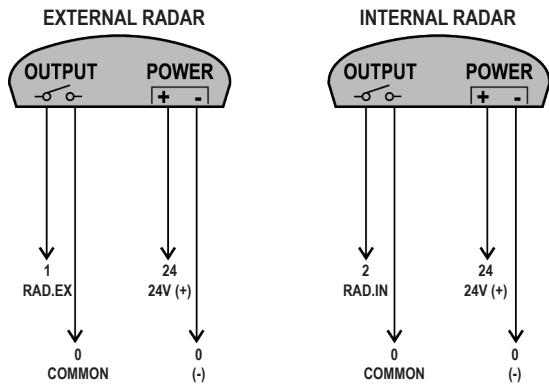 EXTERNAL RADAR
OUTPUT POWER
+ -
1
RAD.EX
24
24V (+)
0
COMMON
0
(-)
INTERNAL RADAR
OUTPUT POWER
+ -
2
RAD.IN
24
24V (+)
0
COMMON
0
(-)